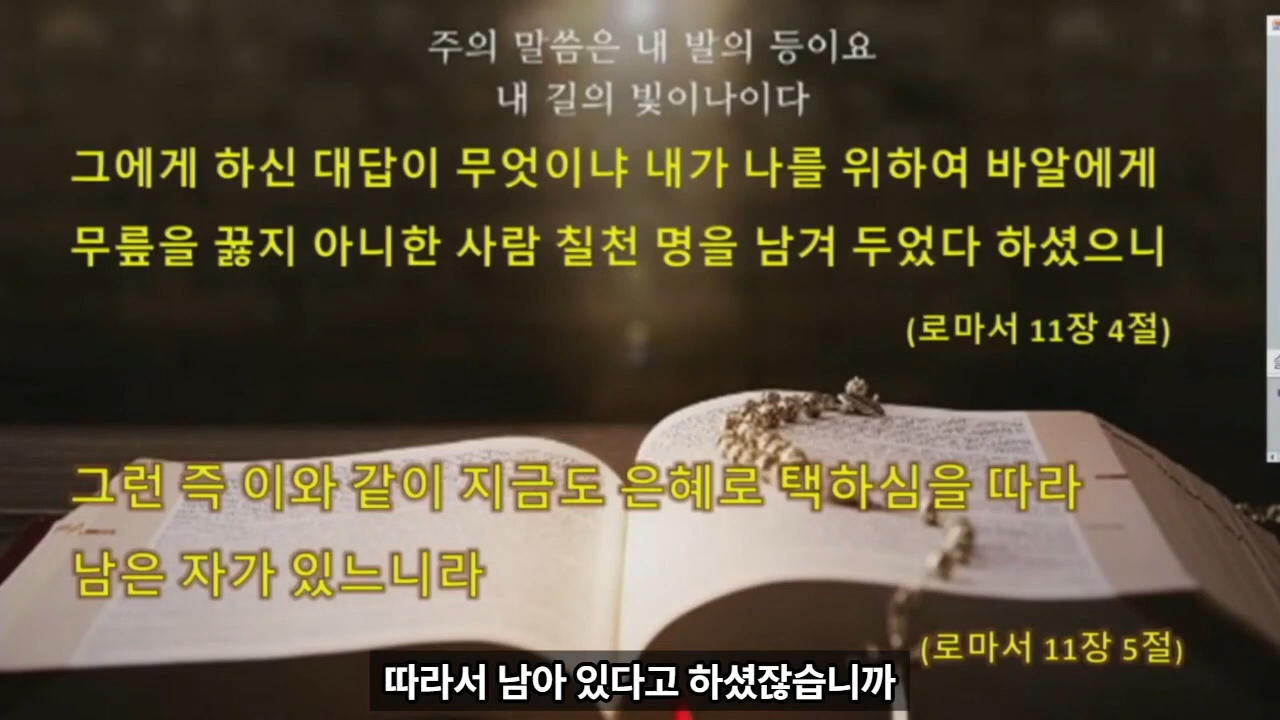 주의 말씀은 내 발의 등이요
내 길의 빛이나이다
그에게 하신 대답이 무엇이냐 내가 나를 위하여 바알에게
무릎을 꿇지 아니한 사람 칠천 명을 남겨 두었다 하셨으니
(로마서 11장 4절)
그런 즉 이와 같이 지금도 은혜로 택하심을 따라
남은 자가 있느니라
(로마서 11장 5절)
따라서 남아 있다고 하셨잖습니까